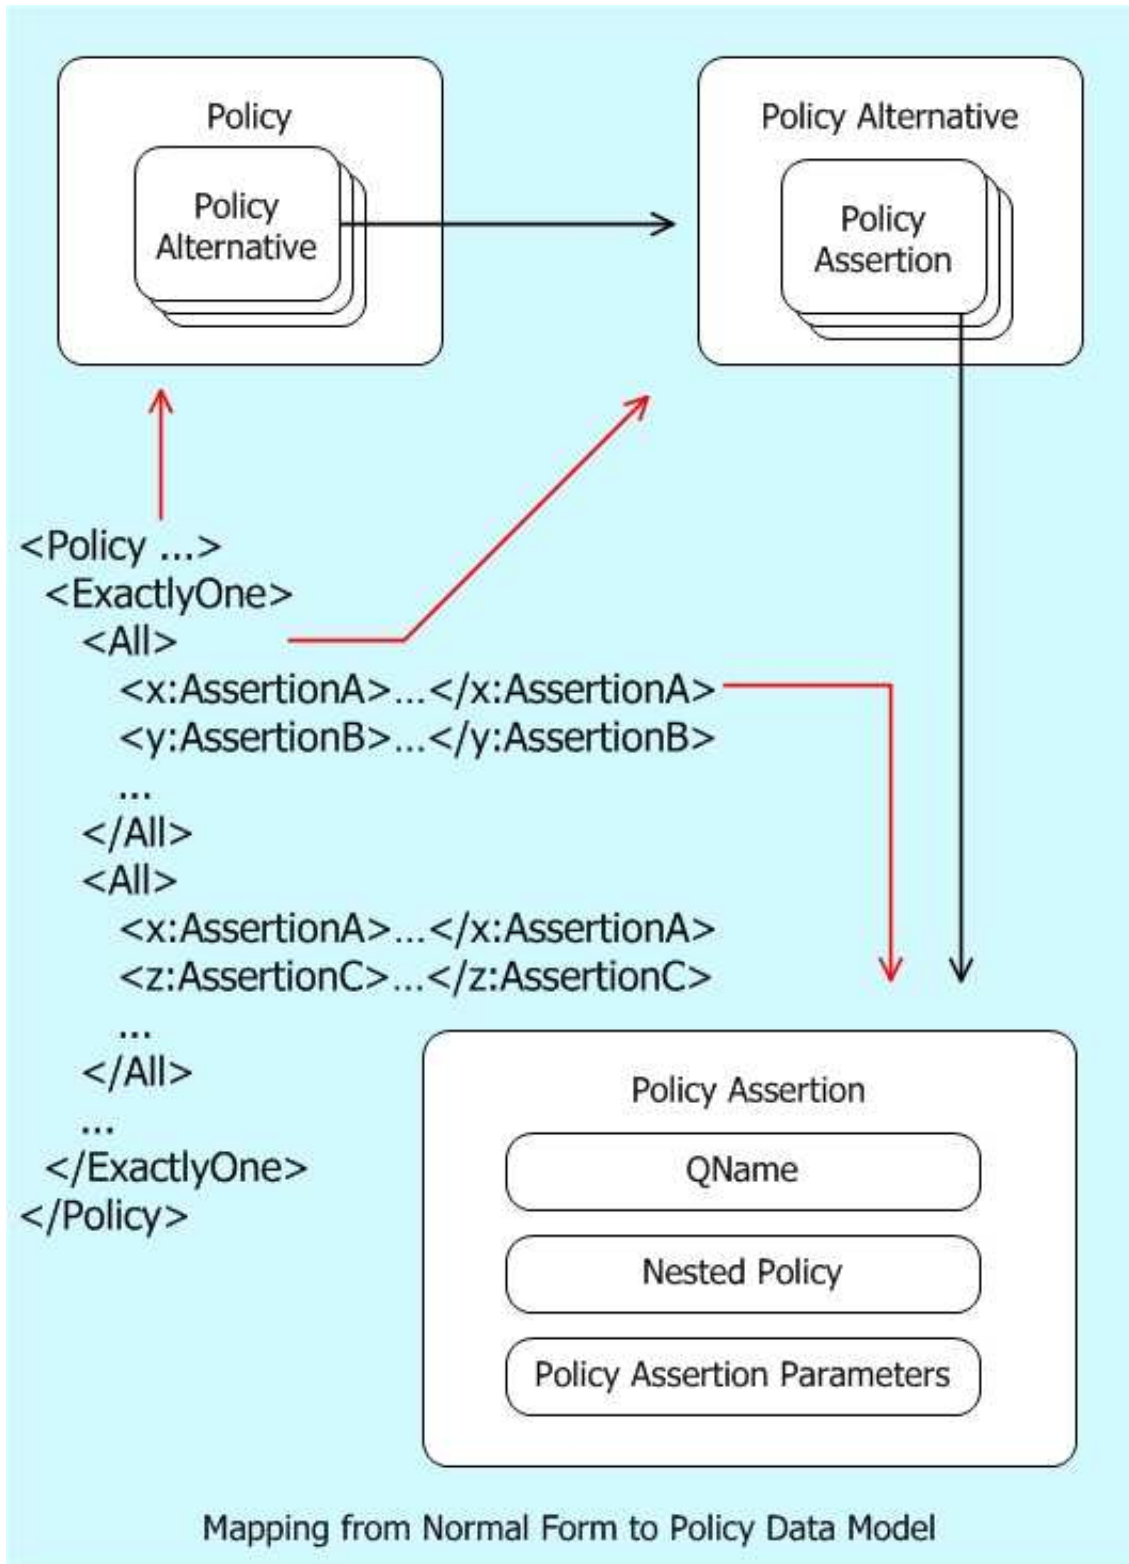 Policy
Policy
Alternative
Policy Alternative
Policy
Assertion
<Policy ...>
<ExactlyOne>
<All>
<x:AssertionA>...</x:AssertionA>
<y:AssertionB>...</y:AssertionB>
...
</All>
<All>
<x:AssertionA>...</x:AssertionA>
<z:AssertionC>...</z:AssertionC>
...
</All>
...
</ExactlyOne>
</Policy>
Policy Assertion
QName
Nested Policy
Policy Assertion Parameters
Mapping from Normal Form to Policy Data Model